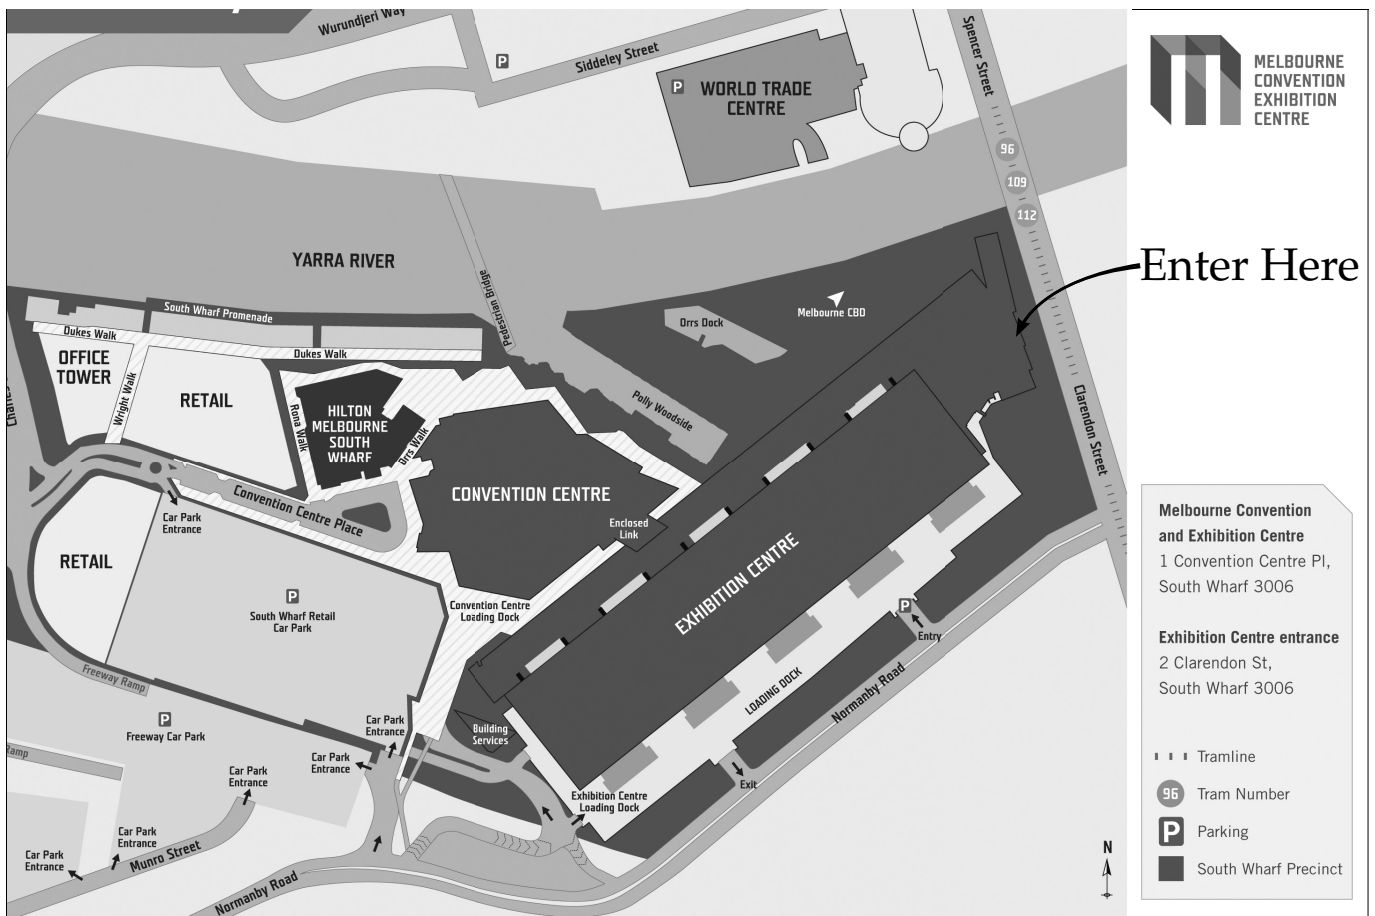 Wurundjeri Way
P
Siddeley Street
P
WORLD TRADE
CENTRE
Spencer Street
96
109
112
MELBOURNE
CONVENTION
EXHIBITION
CENTRE
Enter Here
YARRA RIVER
Pedestrian Bridge
South Wharf Promenade
Dukes Walk
Dukes Walk
OFFICE
TOWER
Wright Walk
RETAIL
Rona Walk
HILTON
MELBOURNE
SOUTH
WHARF
Orrs Walk
Orrs Dock
Melbourne CBD
Polly Woodside
Clarendon Street
CONVENTION CENTRE
Enclosed
Link
EXHIBITION CENTRE
Convention Centre Place
Car Park
Entrance
RETAIL
P
South Wharf Retail
Car Park
Convention Centre
Loading Dock
P
Entry
LOADING DOCK
Normanby Road
Freeway Ramp
P
Freeway Car Park
Car Park
Entrance
Car Park
Entrance
Car Park
Entrance
Building
Services
Exit
Exhibition Centre
Loading Dock
Ramp
Car Park
Entrance
Car Park
Entrance
Munro Street
Normanby Road
N
Melbourne Convention
and Exhibition Centre
1 Convention Centre Pl,
South Wharf 3006
Exhibition Centre entrance
2 Clarendon St,
South Wharf 3006
Tramline
96 Tram Number
P Parking
South Wharf Precinct